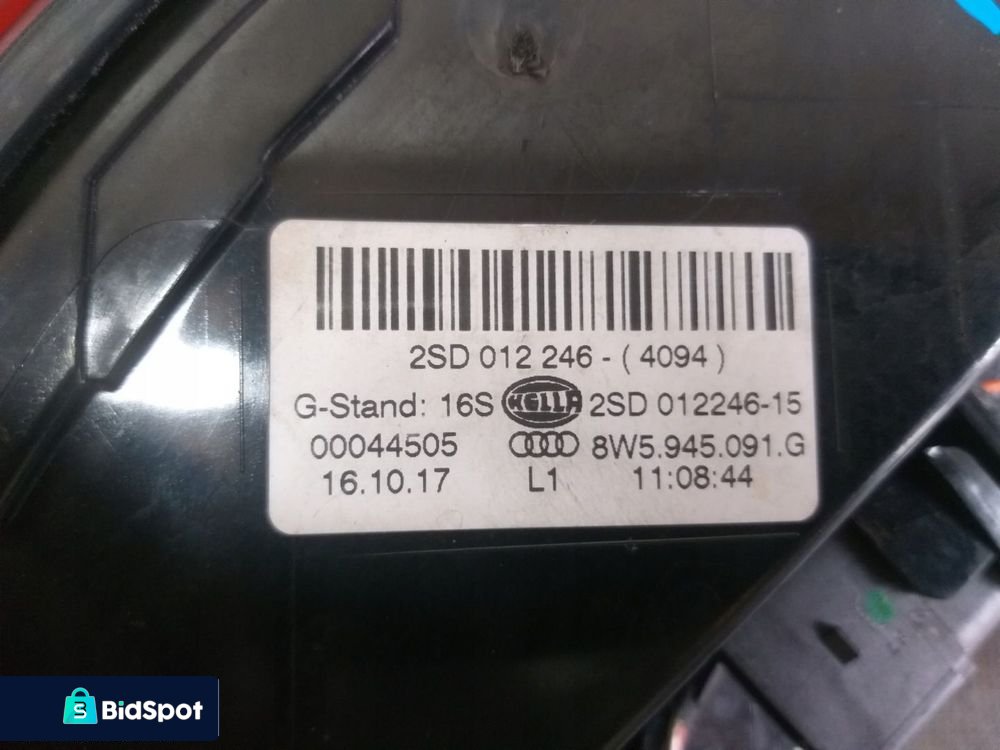 2SD 012 246 - ( 4094 )
G-Stand: 16S HELLA 2SD 012246-15
00044505 8W5.945.091.G
16.10.17 L1 11:08:44
BidSpot